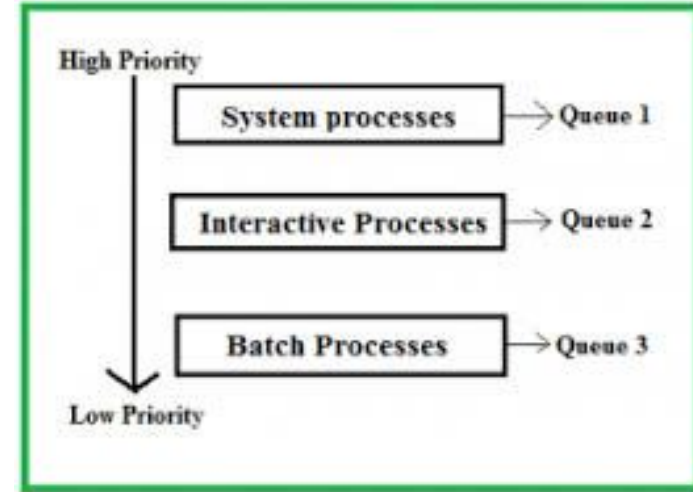 High Priority
System processes
Queue 1
Interactive Processes
Queue 2
Batch Processes
Queue 3
Low Priority